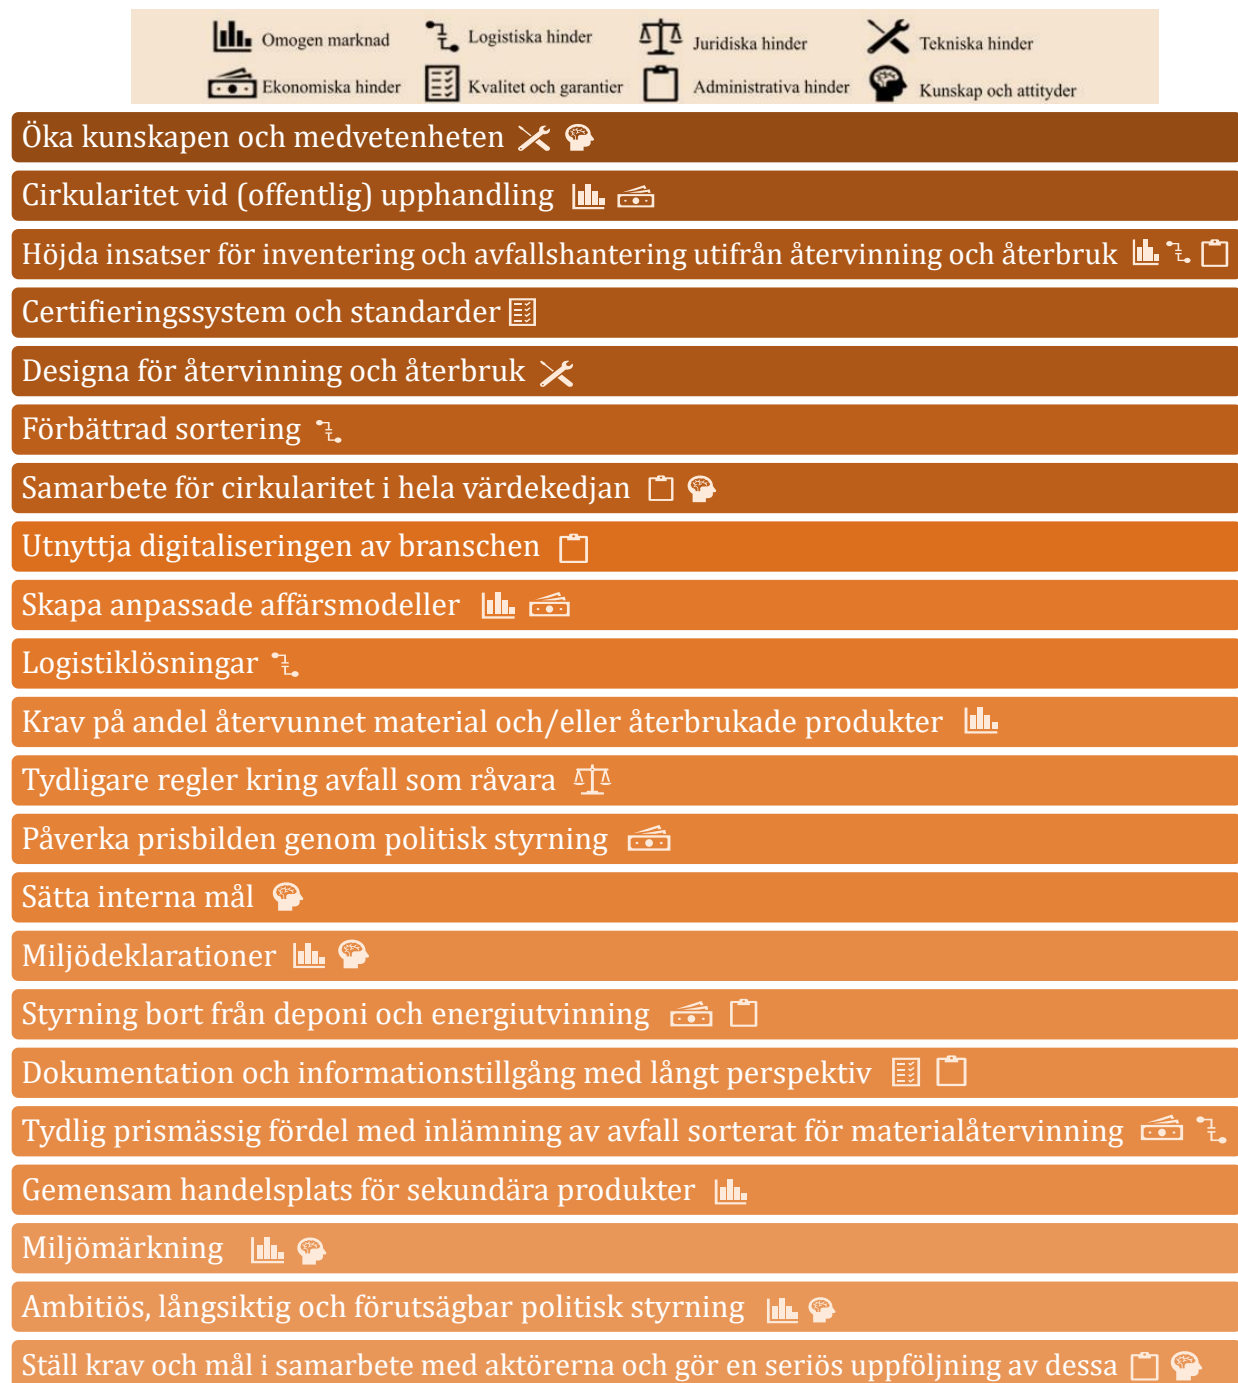 Omogen marknad Logistiska hinder Juridiska hinder Tekniska hinder
Ekonomiska hinder Kvalitet och garantier Administrativa hinder Kunskap och attityder
Öka kunskapen och medvetenheten
Cirkularitet vid (offentlig) upphandling
Höjda insatser för inventering och avfallshantering utifrån återvinning och återbruk
Certifieringssystem och standarder
Designa för återvinning och återbruk
Förbättrad sortering
Samarbete för cirkularitet i hela värdekedjan
Utnyttja digitaliseringen av branschen
Skapa anpassade affärsmodeller
Logistiklösningar
Krav på andel återvunnet material och/eller återbrukade produkter
Tydligare regler kring avfall som råvara
Påverka prisbilden genom politisk styrning
Sätta interna mål
Miljödeklarationer
Styrning bort från deponi och energiutvinning
Dokumentation och informationstillgång med långt perspektiv
Tydlig prismässig fördel med inlämning av avfall sorterat för materialåtervinning
Gemensam handelsplats för sekundära produkter
Miljömärkning
Ambitiös, långsiktig och förutsägbar politisk styrning
Ställ krav och mål i samarbete med aktörerna och gör en seriös uppföljning av dessa